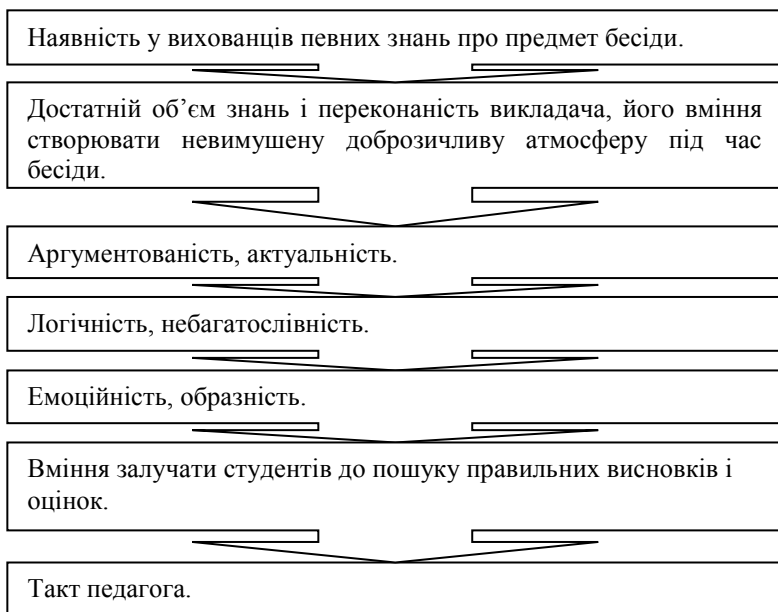 Наявність у вихованців певних знань про предмет бесіди.
Достатній об’єм знань і переконаність викладача, його вміння
створювати невимушену доброзичливу атмосферу під час
бесіди.
Аргументованість, актуальність.
Логічність, небагатослівність.
Емоційність, образність.
Вміння залучати студентів до пошуку правильних висновків і
оцінок.
Такт педагога.